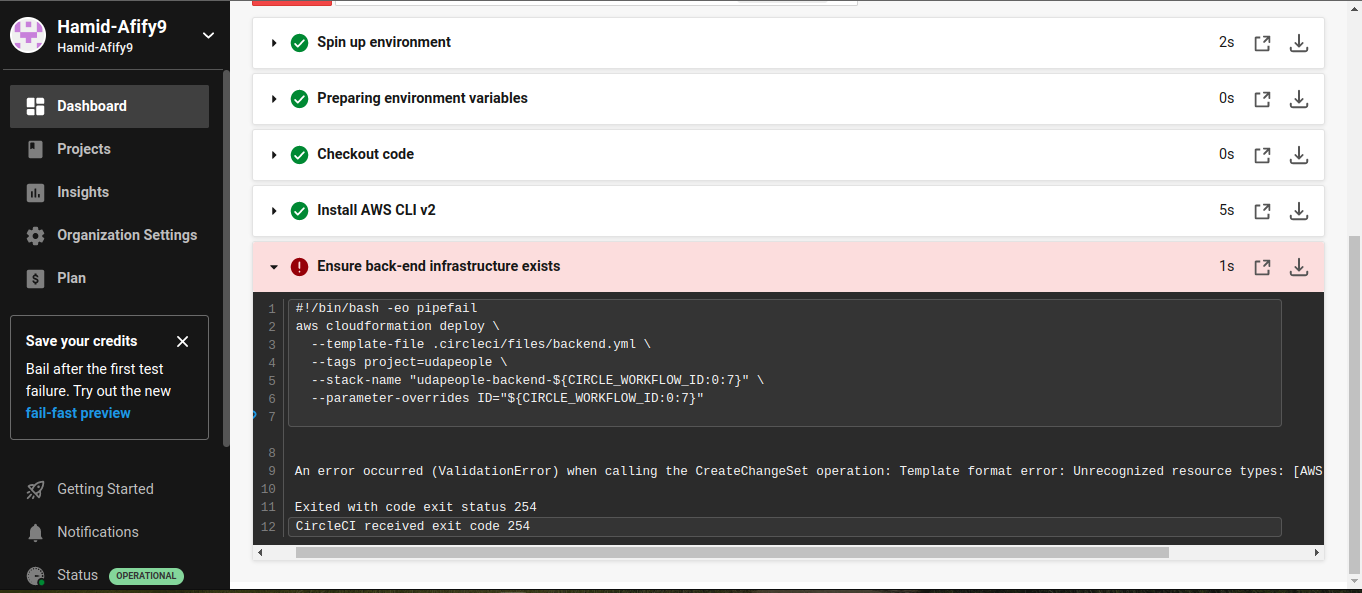 Hamid-Afify9
Hamid-Afify9
Dashboard
Projects
Insights
Organization Settings
Plan
Save your credits
Bail after the first test
failure. Try out the new
fail-fast preview
Getting Started
Notifications
Status OPERATIONAL
Spin up environment 2s
Preparing environment variables 0s
Checkout code 0s
Install AWS CLI v2 5s
Ensure back-end infrastructure exists 1s
1 #!/bin/bash -eo pipefail
2 aws cloudformation deploy \
3 --template-file .circleci/files/backend.yml \
4 --tags project=udapeople \
5 --stack-name "udapeople-backend-${CIRCLE_WORKFLOW_ID:0:7}" \
6 --parameter-overrides ID="${CIRCLE_WORKFLOW_ID:0:7}"
7
8
9 An error occurred (ValidationError) when calling the CreateChangeSet operation: Template format error: Unrecognized resource types: [AWS
10
11 Exited with code exit status 254
12 CircleCI received exit code 254